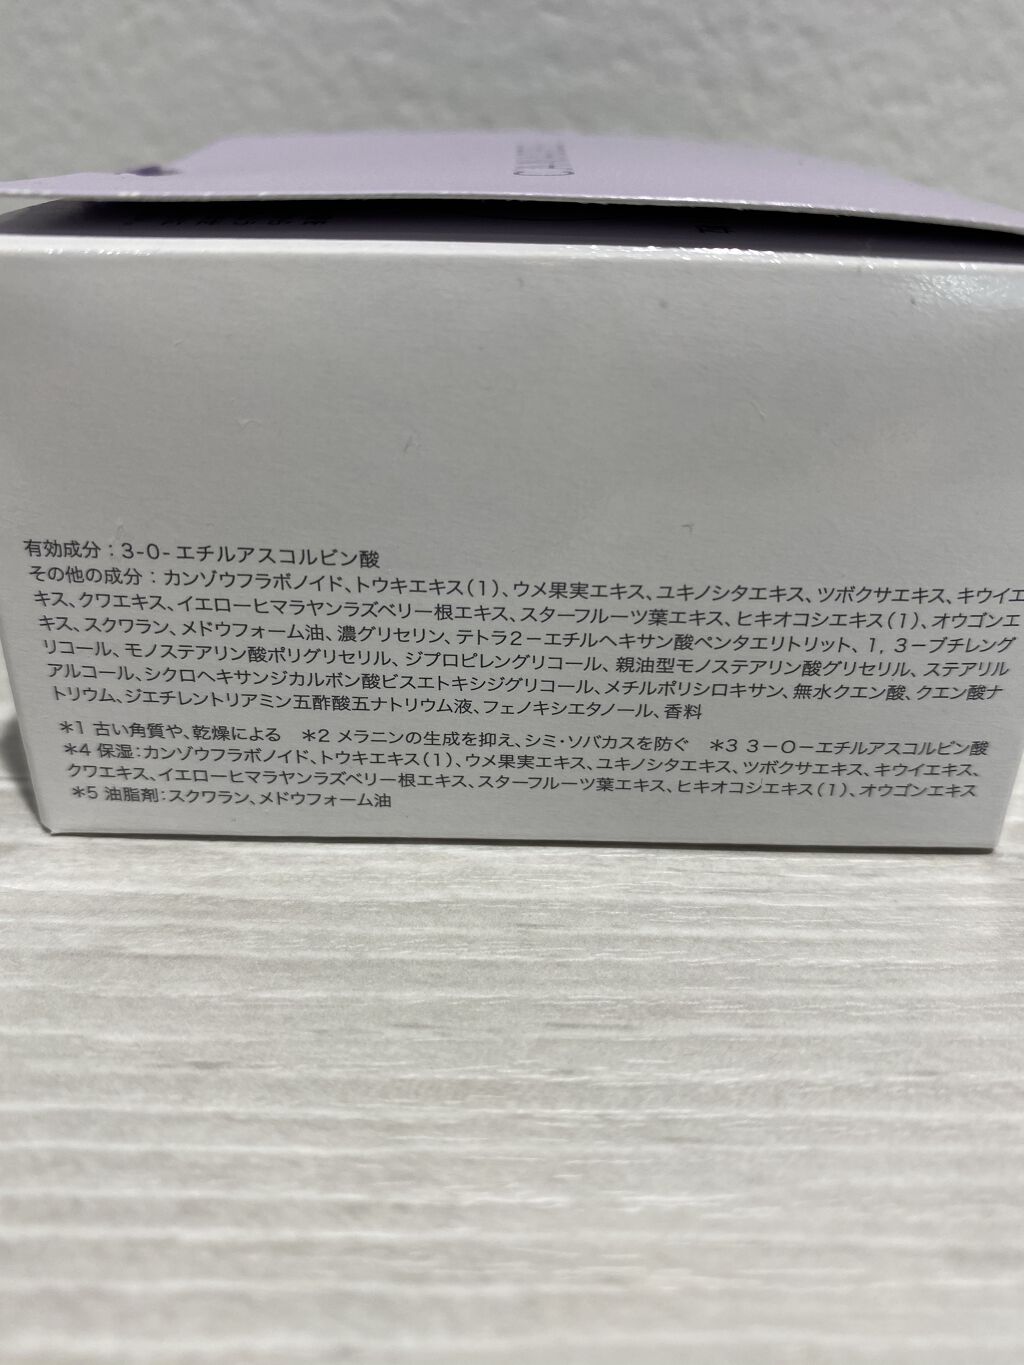 有効成分：3-O-エチルアスコルビン酸
その他の成分：カンゾウフラボノイド、トウキエキス(1)、ウメ果実エキス、ユキノシタエキス、ツボクサエキス、キウイエ
キス、クワエキス、イエローヒマラヤンラズベリー根エキス、スターフルーツ葉エキス、ヒキオコシエキス(1)、オウゴンエ
キス、スクワラン、メドウフォーム油、濃グリセリン、テトラ2－エチルヘキサン酸ペンタエリトリット、1, 3－ブチレング
リコール、モノステアリン酸ポリグリセリル、ジプロピレングリコール、親油型モノステアリン酸グリセリル、ステアリル
アルコール、シクロヘキサンジカルボン酸ビスエトキシジグリコール、メチルポリシロキサン、無水クエン酸、クエン酸ナ
トリウム、ジエチレントリアミン五酢酸五ナトリウム液、フェノキシエタノール、香料
*1 古い角質や、乾燥による *2 メラニンの生成を抑え、シミ・ソバカスを防ぐ *3 3－O－エチルアスコルビン酸
*4 保湿：カンゾウフラボノイド、トウキエキス(1)、ウメ果実エキス、ユキノシタエキス、ツボクサエキス、キウイエキス、
クワエキス、イエローヒマラヤンラズベリー根エキス、スターフルーツ葉エキス、ヒキオコシエキス(1)、オウゴンエキス
*5 油脂剤：スクワラン、メドウフォーム油